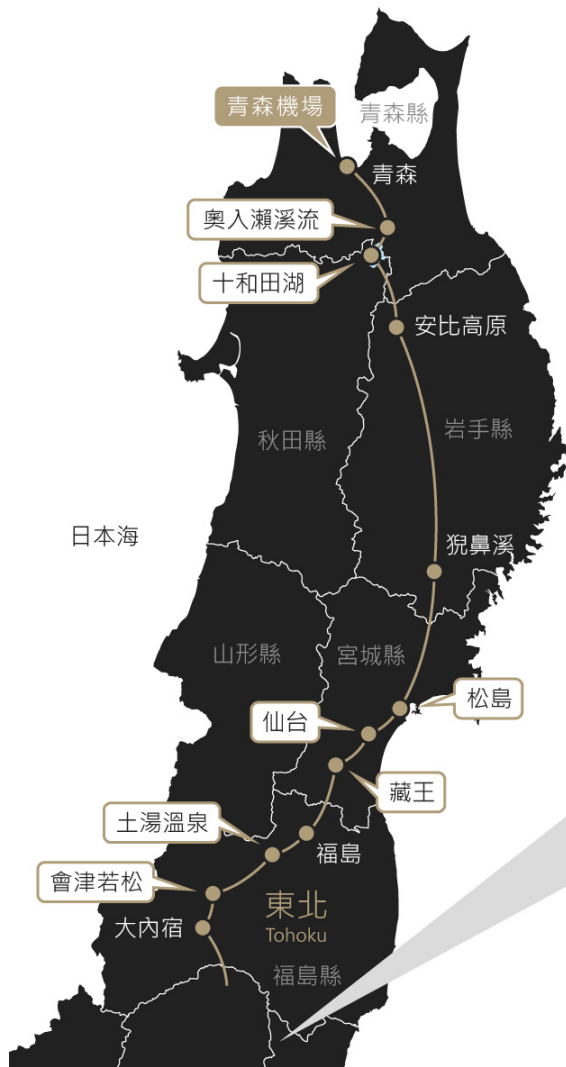 青森機場
青森縣
青森
奧入瀨溪流
十和田湖
安比高原
秋田縣
岩手縣
日本海
猊鼻溪
山形縣
宮城縣
松島
仙台
藏王
土湯溫泉
福島
會津若松
東北
Tohoku
大內宿
福島縣